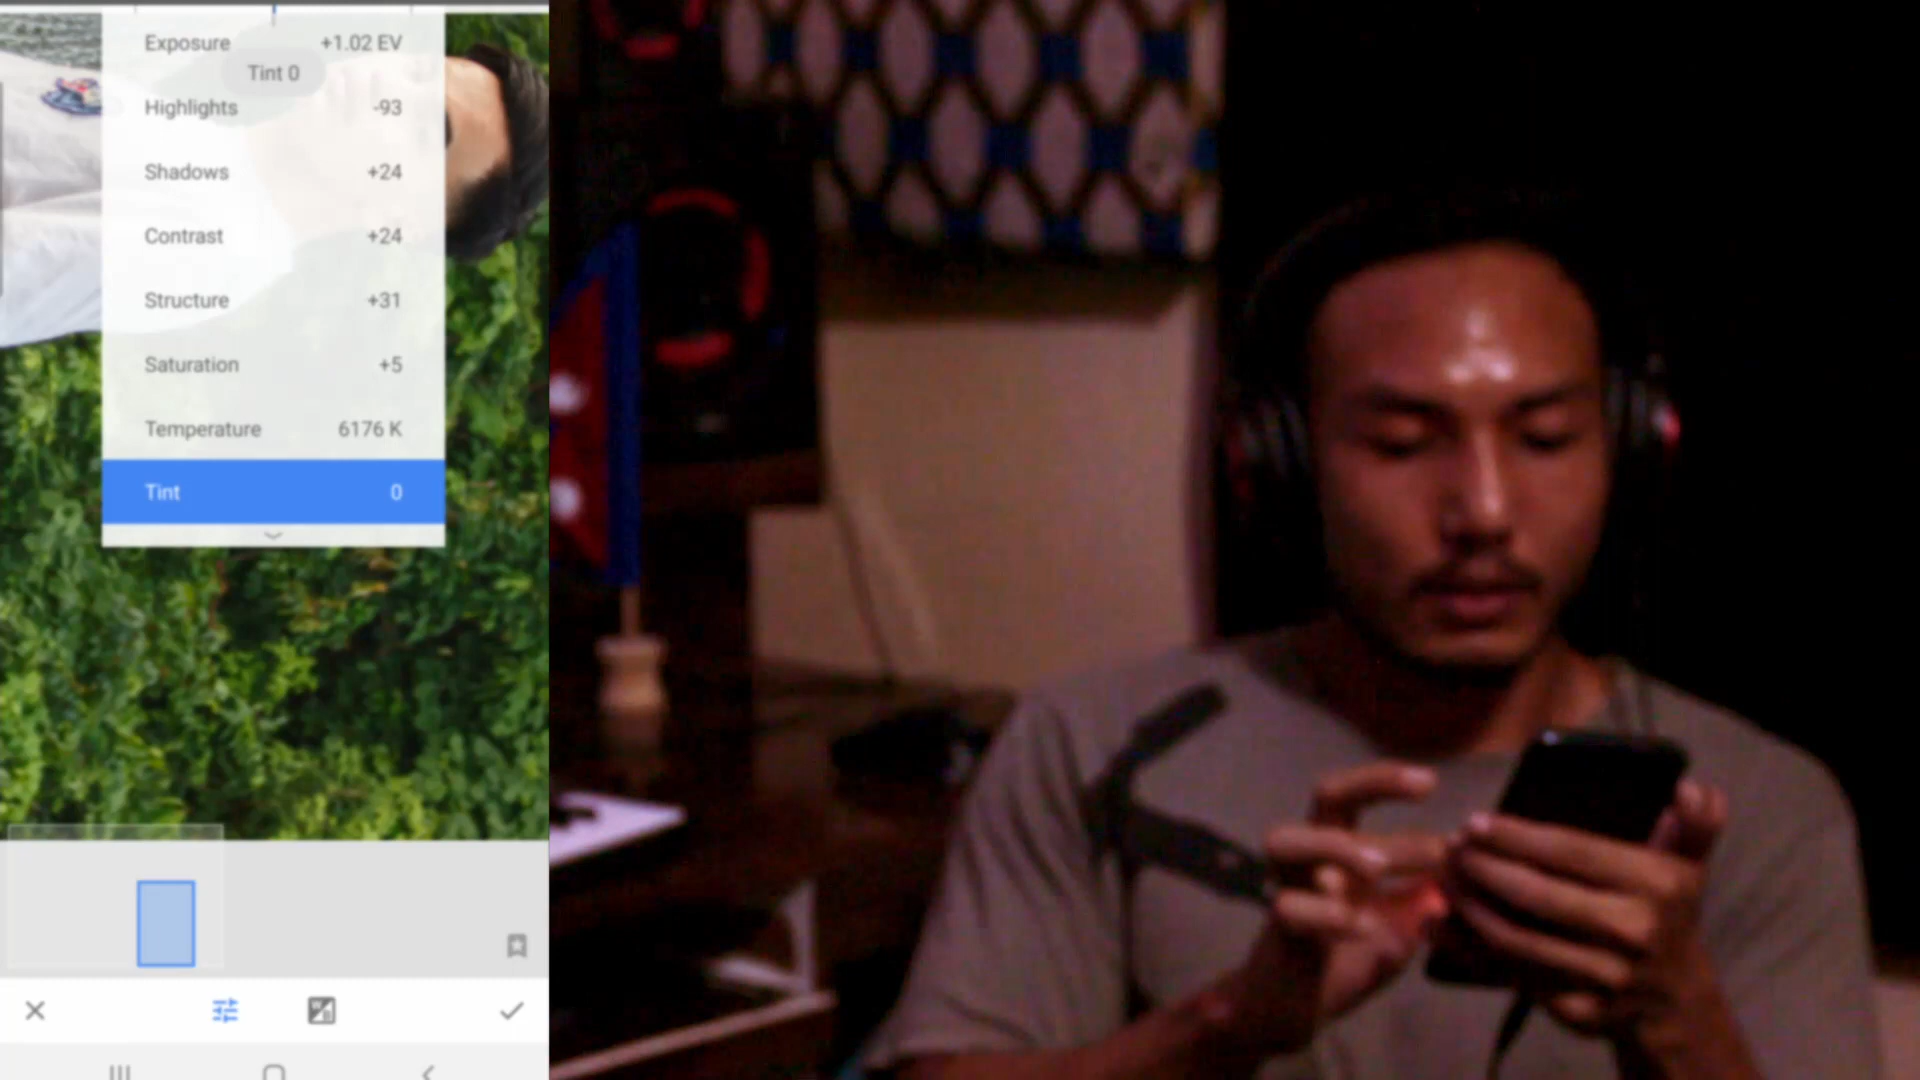 Exposure +1.02 EV
Tint 0
Highlights -93
Shadows +24
Contrast +24
Structure +31
Saturation +5
Temperature 6176 K
Tint 0